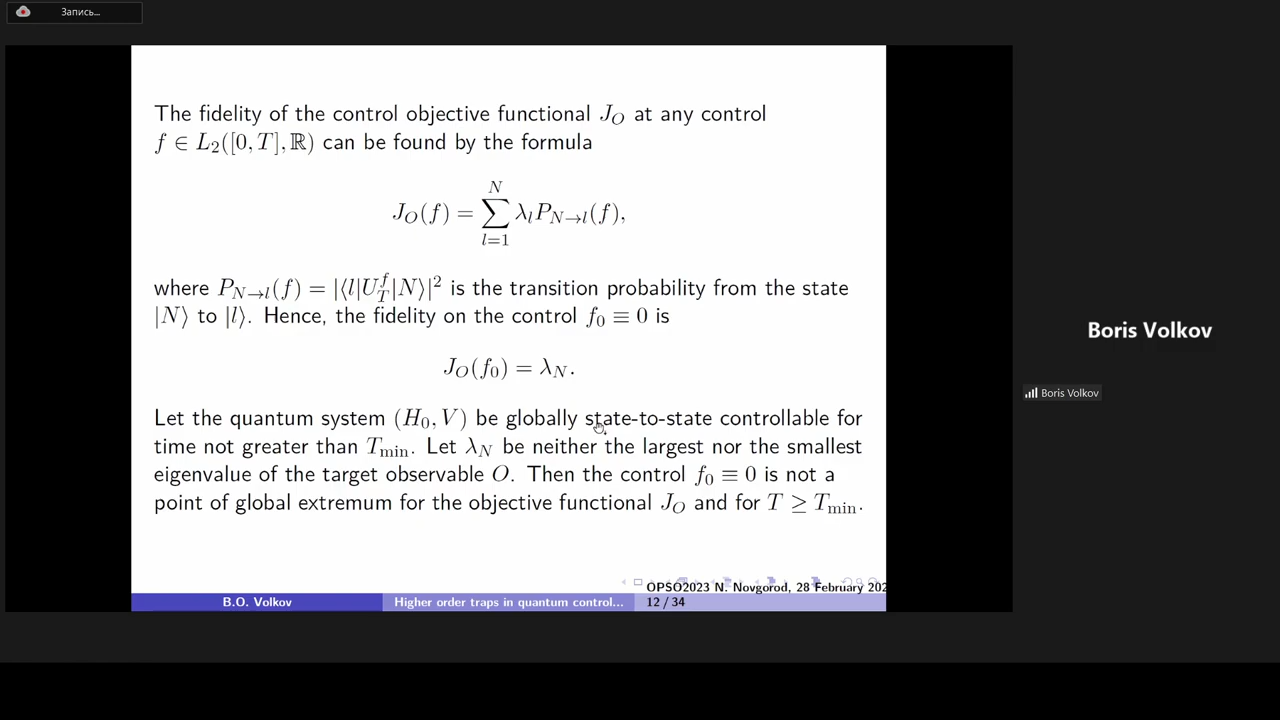 Запись...
The fidelity of the control objective functional J_O at any control
f ∈ L_2([0, T], ℝ) can be found by the formula
J_O(f) = \sum_{l=1}^{N} λ_l P_{N→l}(f),
where P_{N→l}(f) = |⟨l|U_T^f|N⟩|^2 is the transition probability from the state
|N⟩ to |l⟩. Hence, the fidelity on the control f_0 ≡ 0 is
J_O(f_0) = λ_N.
Let the quantum system (H_0, V) be globally state-to-state controllable for
time not greater than T_min. Let λ_N be neither the largest nor the smallest
eigenvalue of the target observable O. Then the control f_0 ≡ 0 is not a
point of global extremum for the objective functional J_O and for T ≥ T_min.
B.O. Volkov
Higher order traps in quantum control...
OPSO2023 N. Novgorod, 28 February 202
12 / 34
Boris Volkov
Boris Volkov